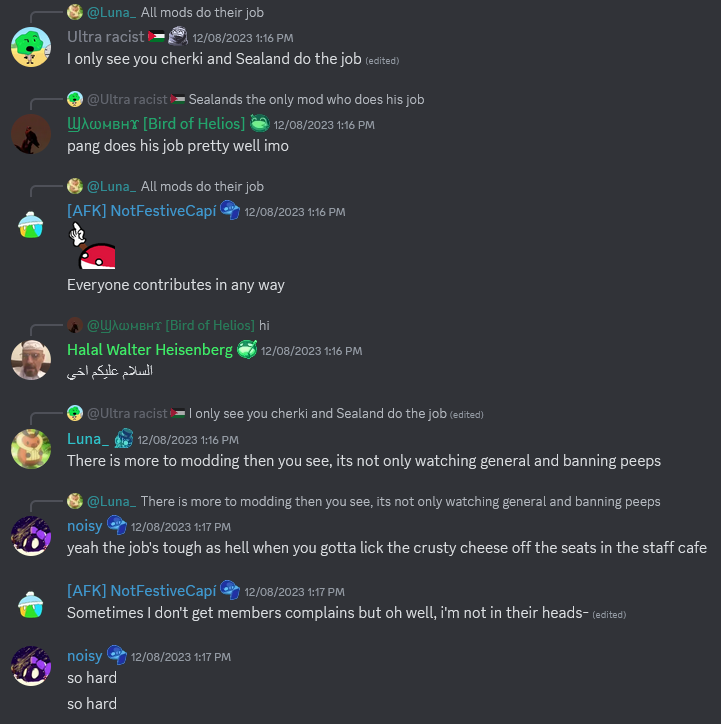 @Luna_ All mods do their job
Ultra racist 12/08/2023 1:16 PM
I only see you cherki and Sealand do the job (edited)
@Ultra racist Sealands the only mod who does his job
Ϣλωмвнϒ [Bird of Helios] 12/08/2023 1:16 PM
pang does his job pretty well imo
@Luna_ All mods do their job
[AFK] NotFestiveCapí 12/08/2023 1:16 PM
Everyone contributes in any way
@Ϣλωмвнϒ [Bird of Helios] hi
Halal Walter Heisenberg 12/08/2023 1:16 PM
السلام عليكم اخي
@Ultra racist I only see you cherki and Sealand do the job (edited)
Luna_ 12/08/2023 1:16 PM
There is more to modding then you see, its not only watching general and banning peeps
@Luna_ There is more to modding then you see, its not only watching general and banning peeps
noisy 12/08/2023 1:17 PM
yeah the job's tough as hell when you gotta lick the crusty cheese off the seats in the staff cafe
[AFK] NotFestiveCapí 12/08/2023 1:17 PM
Sometimes I don't get members complains but oh well, i'm not in their heads- (edited)
noisy 12/08/2023 1:17 PM
so hard
so hard